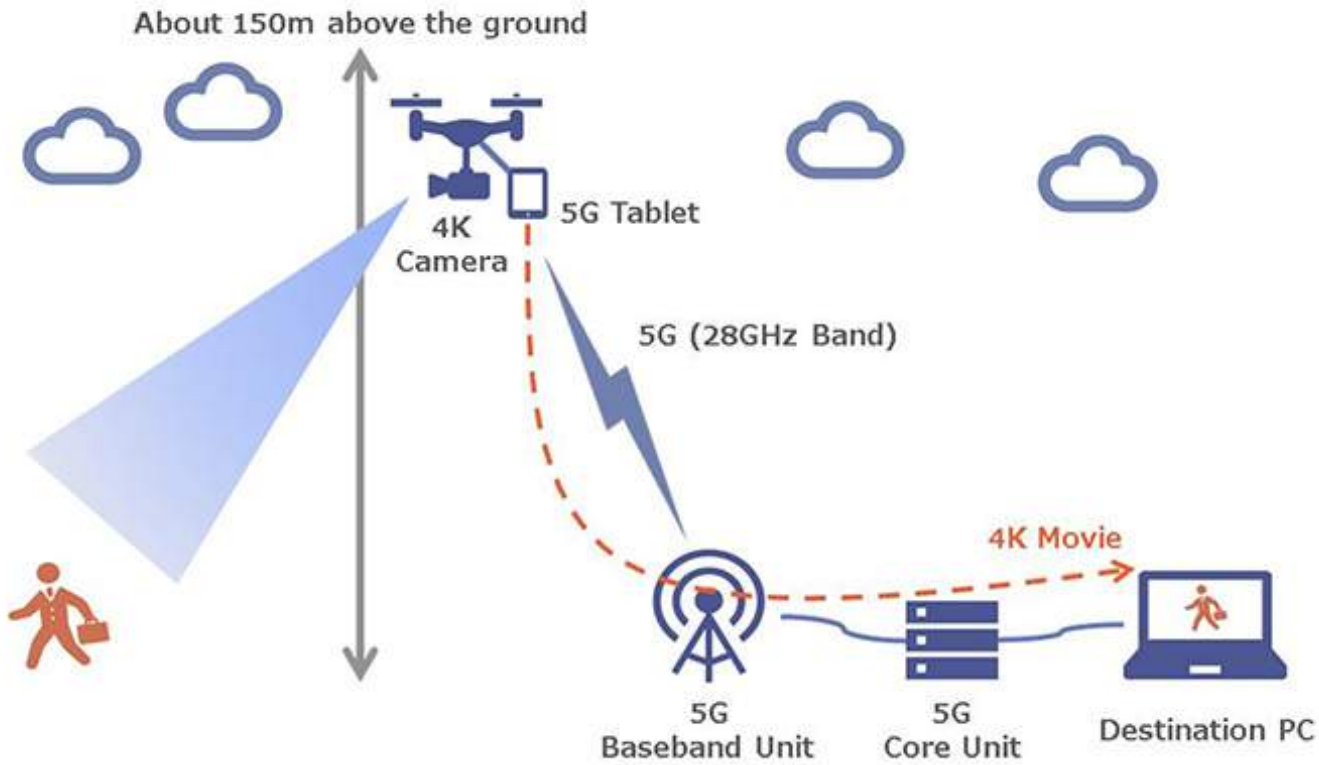 About 150m above the ground
4K
Camera
5G Tablet
5G (28GHz Band)
4K Movie
5G
Baseband Unit
5G
Core Unit
Destination PC